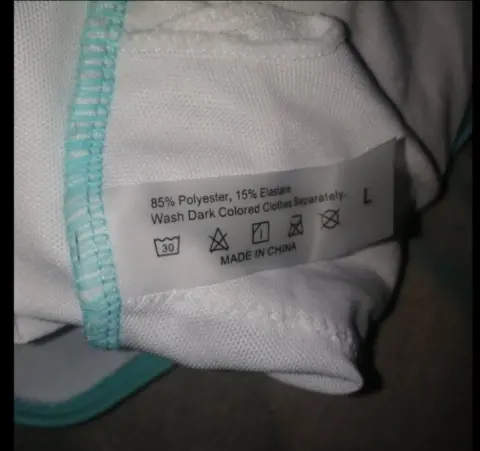 85% Polyester, 15% Elastane
Wash Dark Colored Clothes Separately.
L
30
MADE IN CHINA